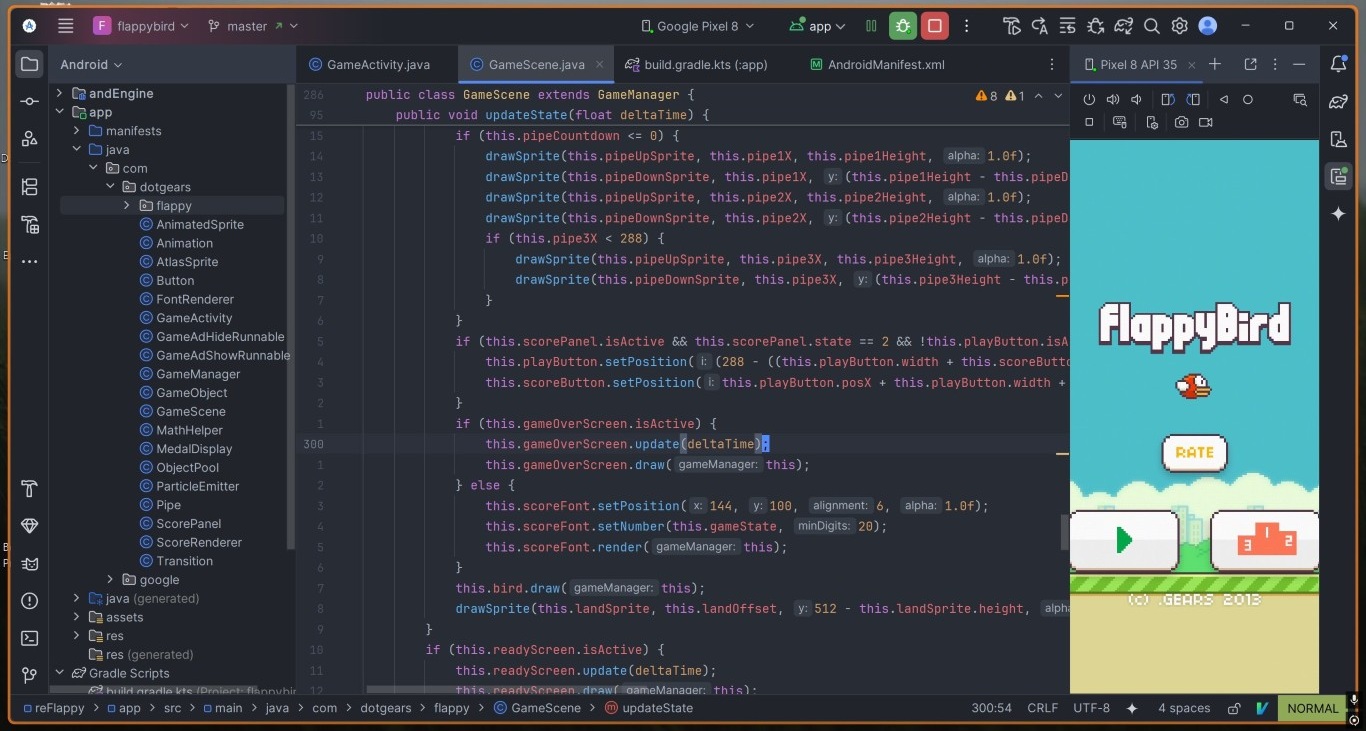 F flappybird master Google Pixel 8 app
Android GameActivity.java GameScene.java build.gradle.kts (:app) AndroidManifest.xml Pixel 8 API 35
andEngine
app
manifests
java
com
dotgears
flappy
AnimatedSprite
Animation
AtlasSprite
Button
FontRenderer
GameActivity
GameAdHideRunnable
GameAdShowRunnable
GameManager
GameObject
GameScene
MathHelper
MedalDisplay
ObjectPool
ParticleEmitter
Pipe
ScorePanel
ScoreRenderer
Transition
google
java (generated)
assets
res
res (generated)
Gradle Scripts
build.gradle.kts (Project: flappybir
286 public class GameScene extends GameManager { 8 1
95 public void updateState(float deltaTime) {
15 if (this.pipeCountdown <= 0) {
14 drawSprite(this.pipeUpSprite, this.pipe1X, this.pipe1Height, alpha: 1.0f);
13 drawSprite(this.pipeDownSprite, this.pipe1X, y: (this.pipe1Height - this.pipeD
12 drawSprite(this.pipeUpSprite, this.pipe2X, this.pipe2Height, alpha: 1.0f);
11 drawSprite(this.pipeDownSprite, this.pipe2X, y: (this.pipe2Height - this.pipeD
10 if (this.pipe3X < 288) {
9 drawSprite(this.pipeUpSprite, this.pipe3X, this.pipe3Height, alpha: 1.0f);
8 drawSprite(this.pipeDownSprite, this.pipe3X, y: (this.pipe3Height - this.p
7 }
6 }
5 if (this.scorePanel.isActive && this.scorePanel.state == 2 && !this.playButton.isA
4 this.playButton.setPosition( i: (288 - ((this.playButton.width + this.scoreButto
3 this.scoreButton.setPosition( i: this.playButton.posX + this.playButton.width +
2 }
1 if (this.gameOverScreen.isActive) {
300 this.gameOverScreen.update(deltaTime);
1 this.gameOverScreen.draw( gameManager: this);
2 } else {
3 this.scoreFont.setPosition( x: 144, y: 100, alignment: 6, alpha: 1.0f);
4 this.scoreFont.setNumber(this.gameState, minDigits: 20);
5 this.scoreFont.render( gameManager: this);
6 }
7 this.bird.draw( gameManager: this);
8 drawSprite(this.landSprite, this.landOffset, y: 512 - this.landSprite.height, alpha
9 }
10 if (this.readyScreen.isActive) {
11 this.readyScreen.update(deltaTime);
12 this.readyScreen.draw( gameManager: this);
FlappyBird
RATE
1
3 2
(c) .GEARS 2013
reFlappy > app > src > main > java > com > dotgears > flappy > GameScene > updateState 300:54 CRLF UTF-8 4 spaces NORMAL